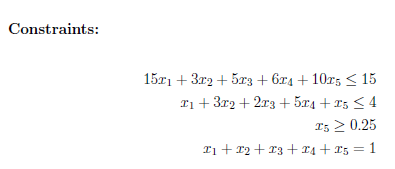 Constraints:
15x₁ + 3x₂ + 5x₃ + 6x₄ + 10x₅ ≤ 15
x₁ + 3x₂ + 2x₃ + 5x₄ + x₅ ≤ 4
x₅ ≥ 0.25
x₁ + x₂ + x₃ + x₄ + x₅ = 1